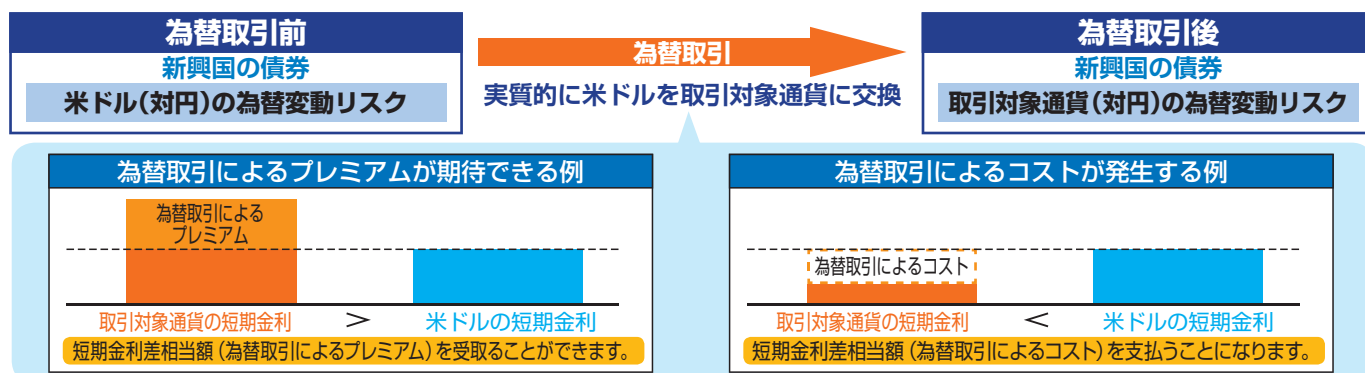 為替取引前
新興国の債券
米ドル(対円)の為替変動リスク
為替取引
実質的に米ドルを取引対象通貨に交換
為替取引後
新興国の債券
取引対象通貨(対円)の為替変動リスク
為替取引によるプレミアムが期待できる例
為替取引による
プレミアム
取引対象通貨の短期金利 > 米ドルの短期金利
短期金利差相当額(為替取引によるプレミアム)を受取ることができます。
為替取引によるコストが発生する例
為替取引によるコスト
取引対象通貨の短期金利 < 米ドルの短期金利
短期金利差相当額(為替取引によるコスト)を支払うことになります。